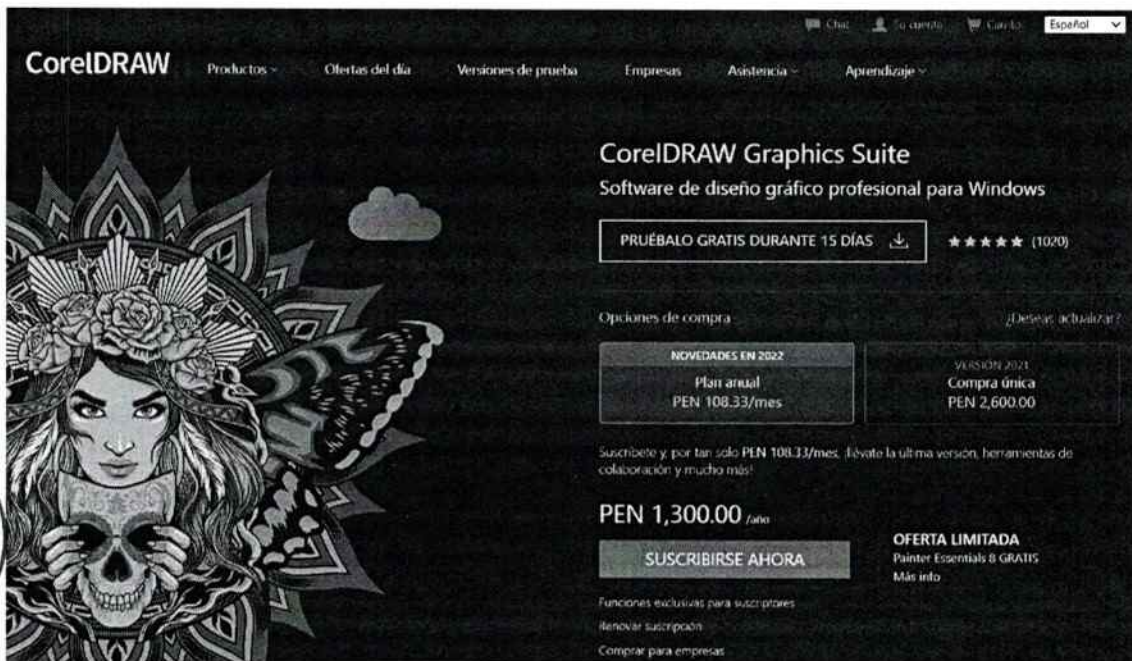 Chat Su cuenta Carrito Español
CorelDRAW
Productos Ofertas del día Versiones de prueba Empresas Asistencia Aprendizaje
CorelDRAW Graphics Suite
Software de diseño gráfico profesional para Windows
PRUÉBALO GRATIS DURANTE 15 DÍAS
(1020)
Opciones de compra
¿Deseas actualizar?
NOVEDADES EN 2022
Plan anual
PEN 108.33/mes
VERSIÓN 2021
Compra única
PEN 2,600.00
Suscríbete y, por tan solo PEN 108.33/mes, ¡llévate la última versión, herramientas de
colaboración y mucho más!
PEN 1,300.00 /año
SUSCRIBIRSE AHORA
OFERTA LIMITADA
Painter Essentials 8 GRATIS
Más info
Funciones exclusivas para suscriptores
Renovar suscripción
Comprar para empresas